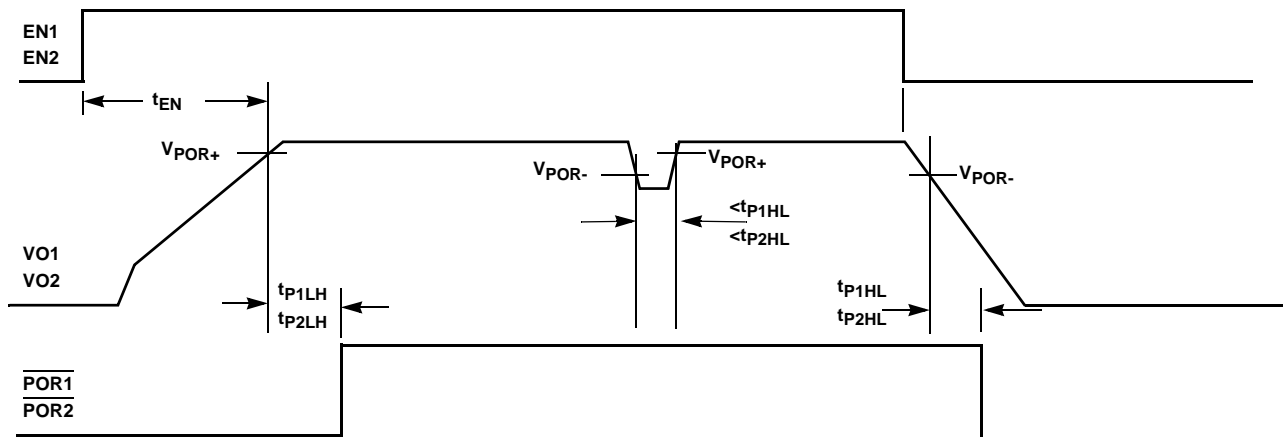 EN1
EN2
tEN
VPOR+
VPOR-
VPOR+
VPOR-
<tP1HL
<tP2HL
VO1
VO2
tP1LH
tP2LH
tP1HL
tP2HL
POR1
POR2